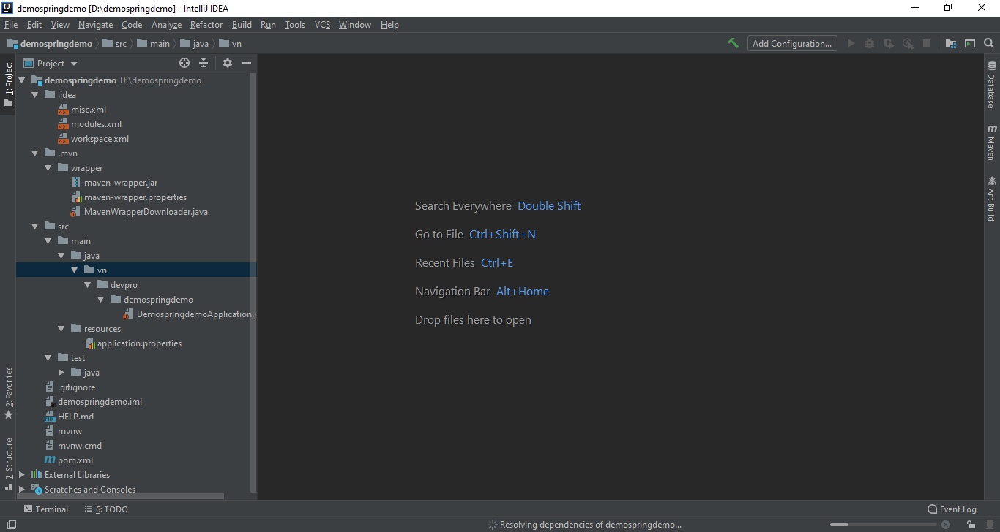 demospringdemo [D:\demospringdemo] - IntelliJ IDEA
File Edit View Navigate Code Analyze Refactor Build Run Tools VCS Window Help
demospringdemo src main java vn
Add Configuration...
Project
1: Project
demospringdemo D:\demospringdemo
.idea
misc.xml
modules.xml
workspace.xml
.mvn
wrapper
maven-wrapper.jar
maven-wrapper.properties
MavenWrapperDownloader.java
src
main
java
vn
devpro
demospringdemo
DemospringdemoApplication.j
resources
application.properties
test
java
.gitignore
demospringdemo.iml
HELP.md
mvnw
mvnw.cmd
pom.xml
External Libraries
Scratches and Consoles
2: Favorites
7: Structure
Search Everywhere Double Shift
Go to File Ctrl+Shift+N
Recent Files Ctrl+E
Navigation Bar Alt+Home
Drop files here to open
Database
Maven
Ant Build
Terminal
6: TODO
Event Log
Resolving dependencies of demospringdemo...